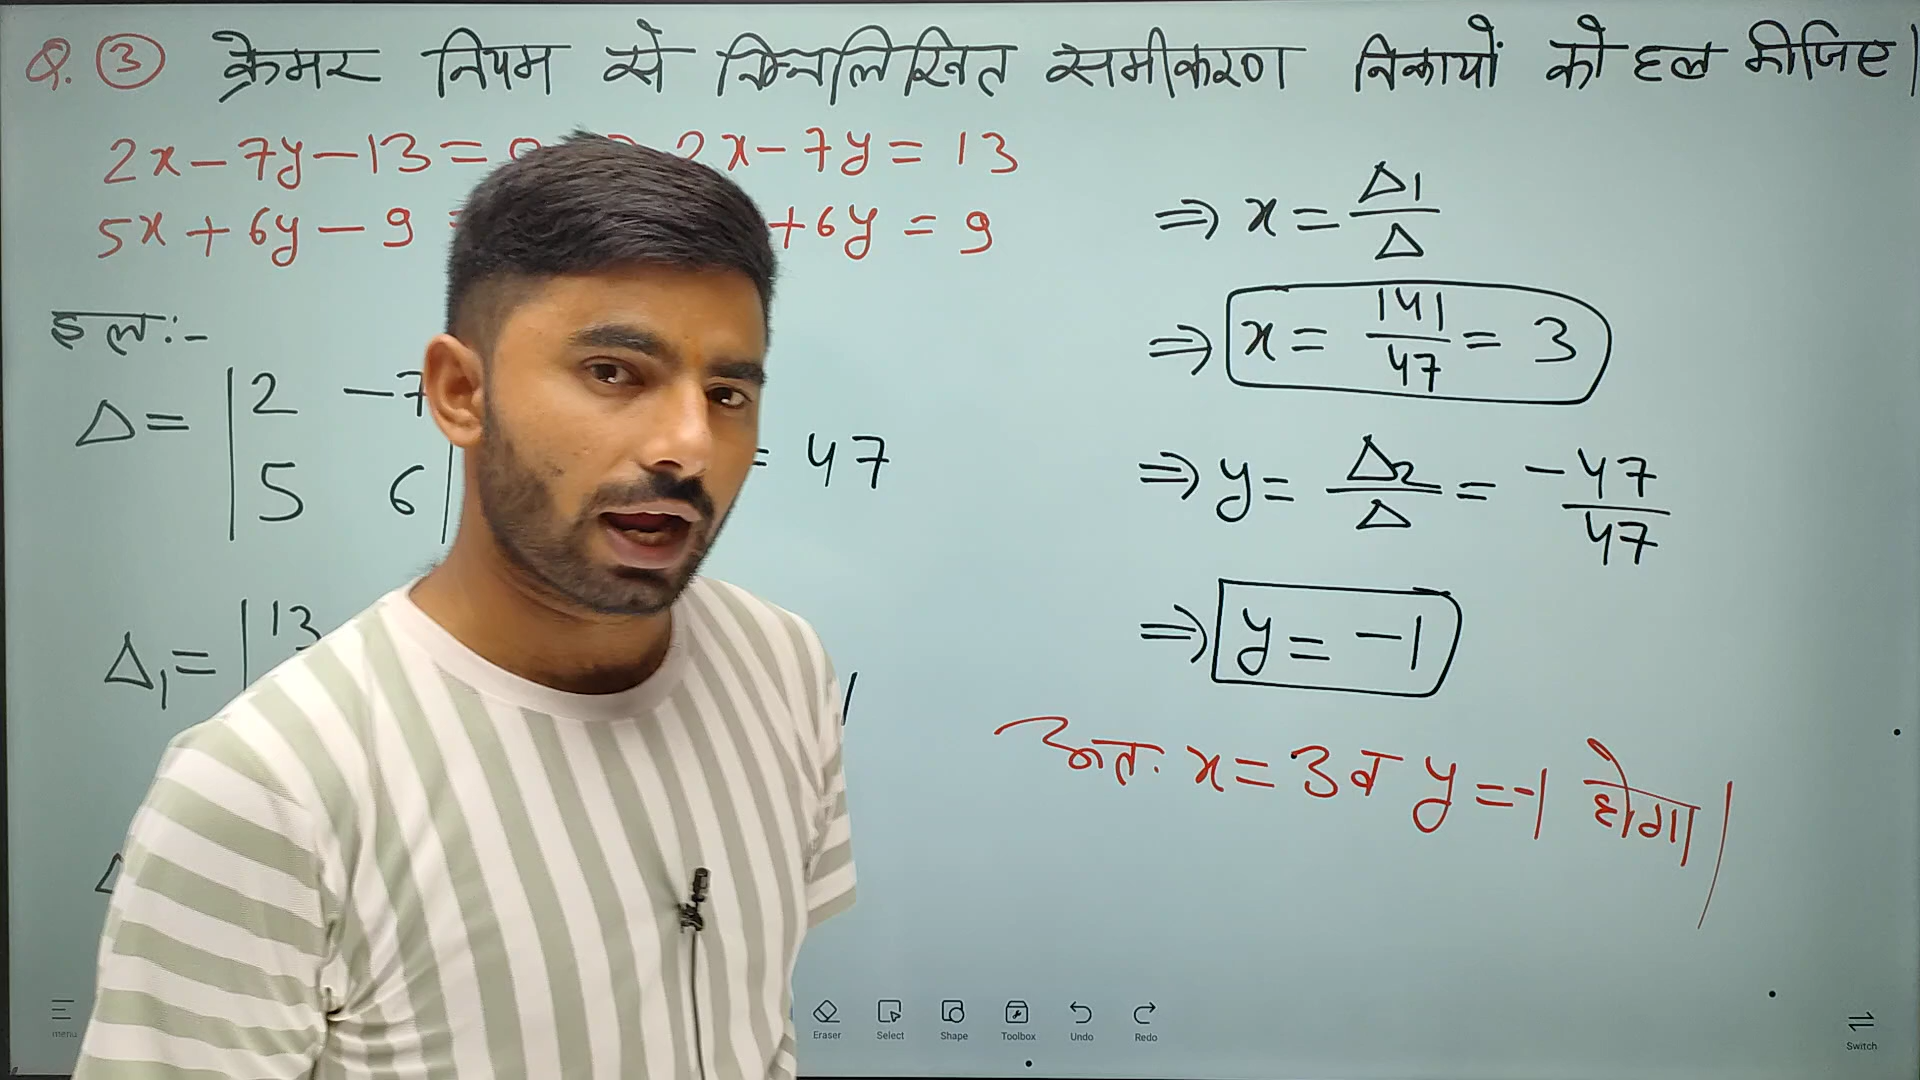 Q. ③ क्रेमर नियम से निम्नलिखित समीकरण निकायों को हल कीजिए।
2x - 7y - 13 = 2x - 7y = 13
5x + 6y - 9 + 6y = 9
हल:-
Δ = | 2 -7
5 6 | = 47
Δ₁ = | 13
⇒ x = Δ1 / Δ
⇒ x = 141 / 47 = 3
⇒ y = Δ2 / Δ = -47 / 47
⇒ y = -1
अतः x = 3 व y = -1 होगा।
menu
Eraser
Select
Shape
Toolbox
Undo
Redo
Switch